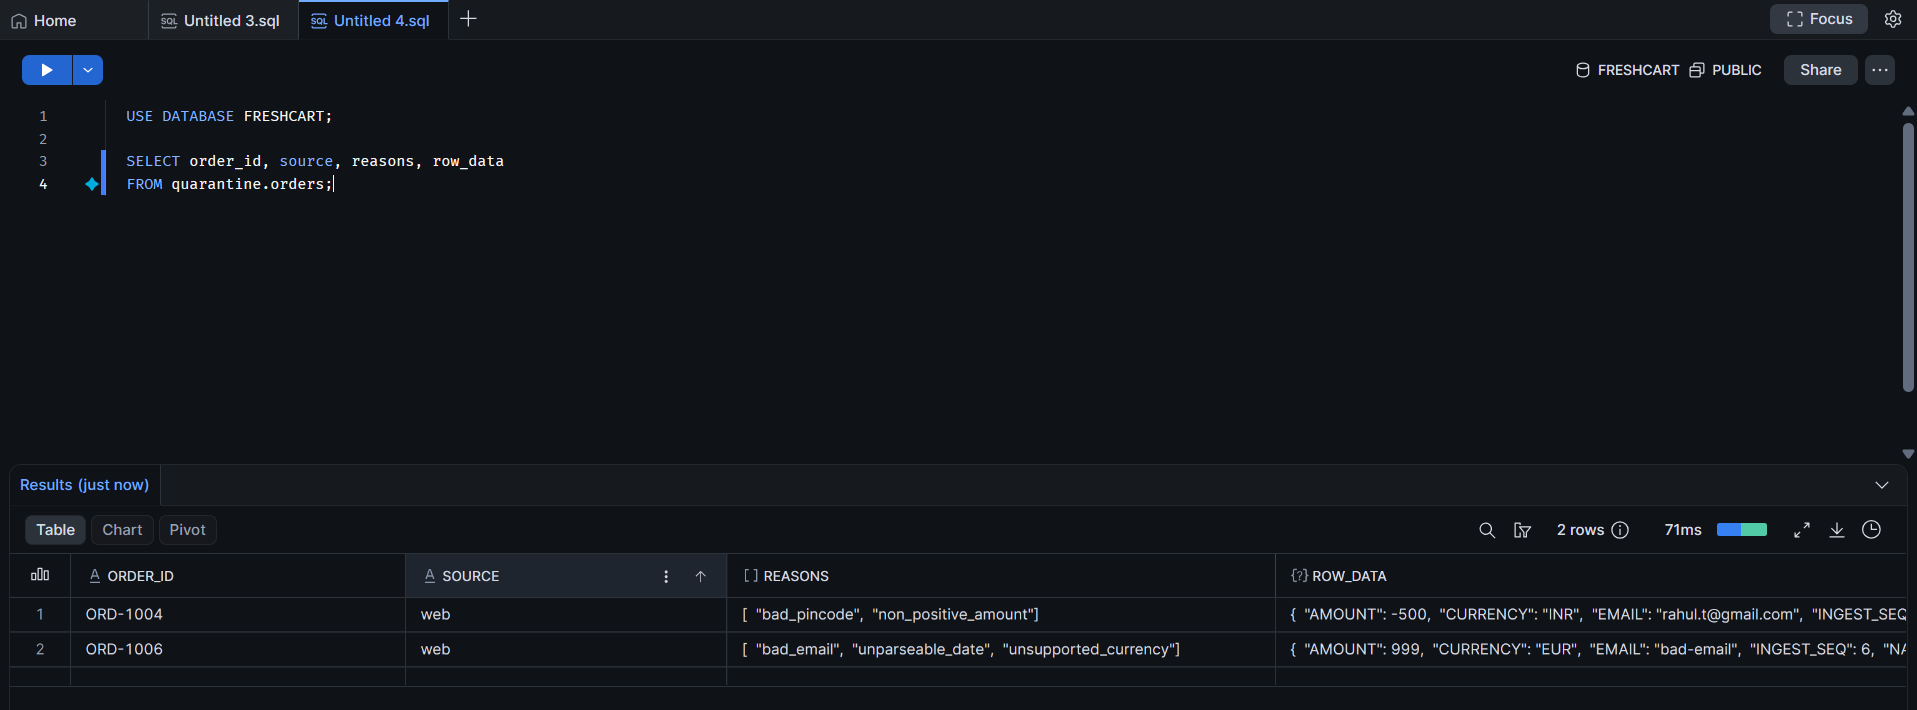 Home
Untitled 3.sql
Untitled 4.sql
Focus
FRESHCART
PUBLIC
Share
1 USE DATABASE FRESHCART;
2
3 SELECT order_id, source, reasons, row_data
4 FROM quarantine.orders;
Results (just now)
Table Chart Pivot
2 rows 71ms
ORDER_ID SOURCE REASONS ROW_DATA
1 ORD-1004 web [ "bad_pincode", "non_positive_amount"] { "AMOUNT": -500, "CURRENCY": "INR", "EMAIL": "rahul.t@gmail.com", "INGEST_SEQ
2 ORD-1006 web [ "bad_email", "unparseable_date", "unsupported_currency"] { "AMOUNT": 999, "CURRENCY": "EUR", "EMAIL": "bad-email", "INGEST_SEQ": 6, "NA